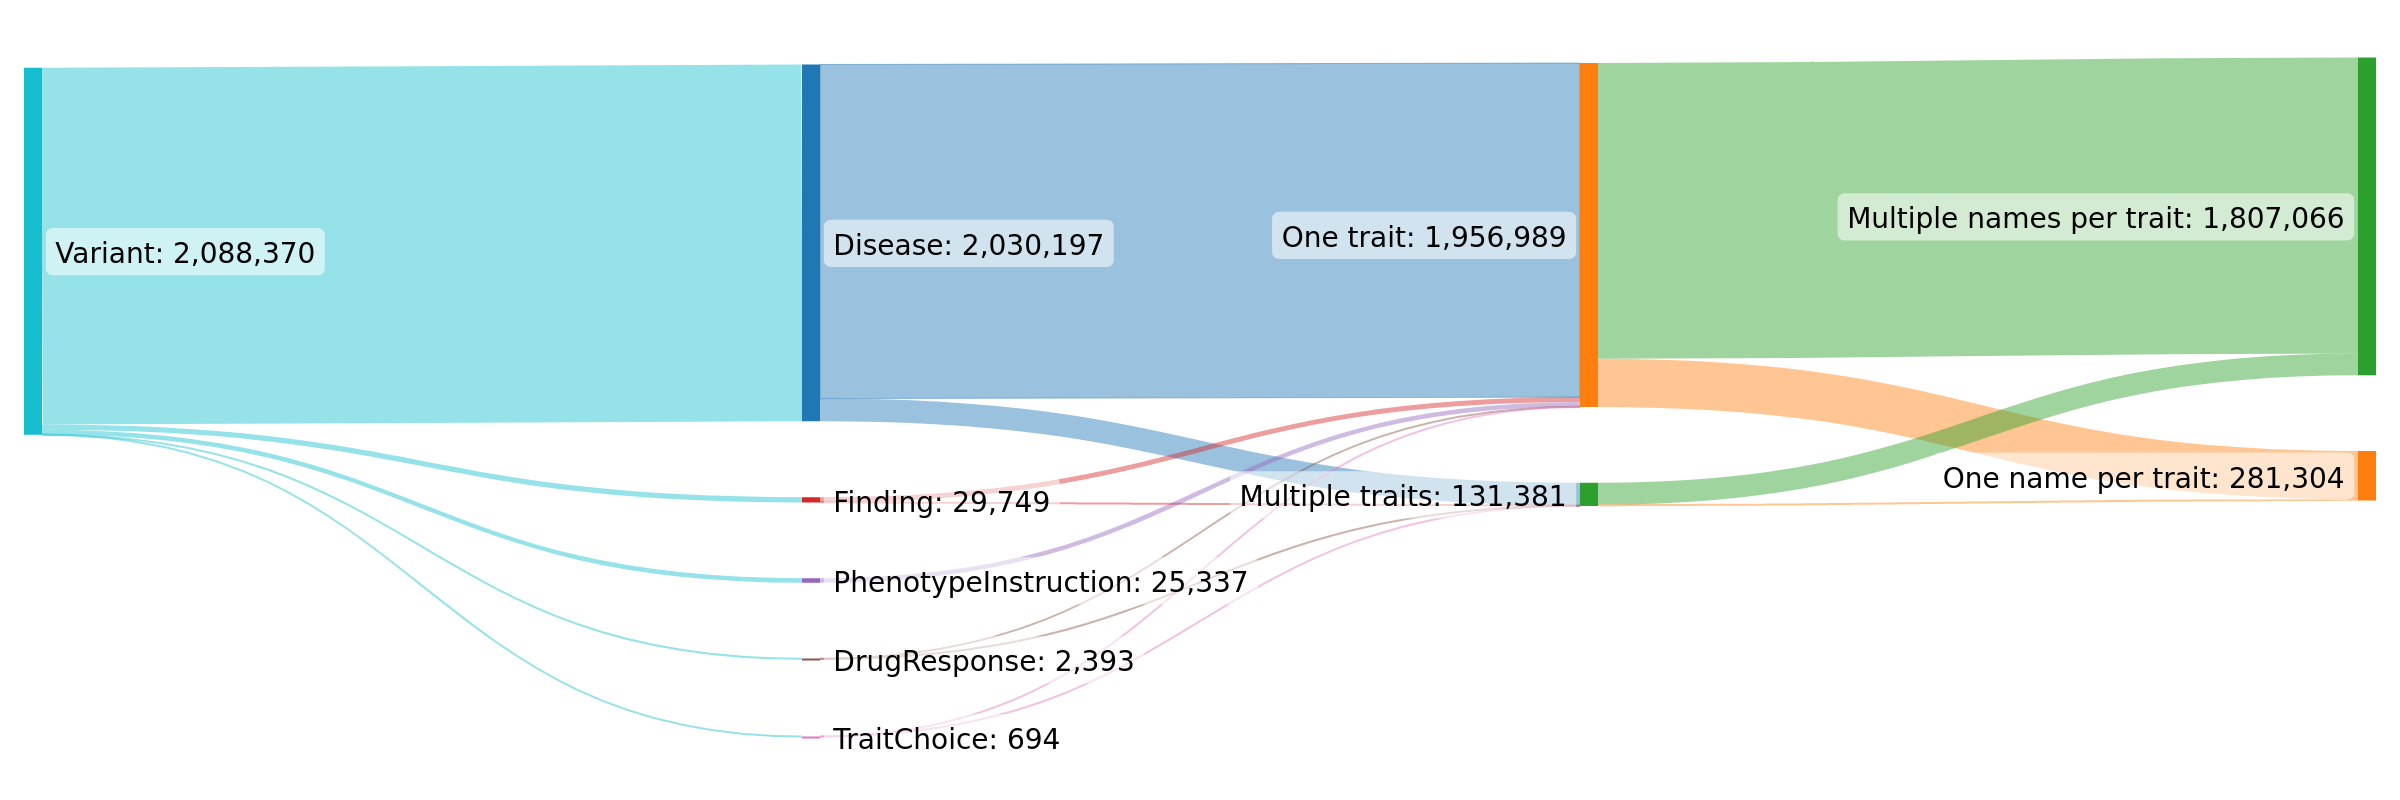 Variant: 2,088,370
Disease: 2,030,197
One trait: 1,956,989
Multiple names per trait: 1,807,066
Finding: 29,749
Multiple traits: 131,381
One name per trait: 281,304
PhenotypeInstruction: 25,337
DrugResponse: 2,393
TraitChoice: 694